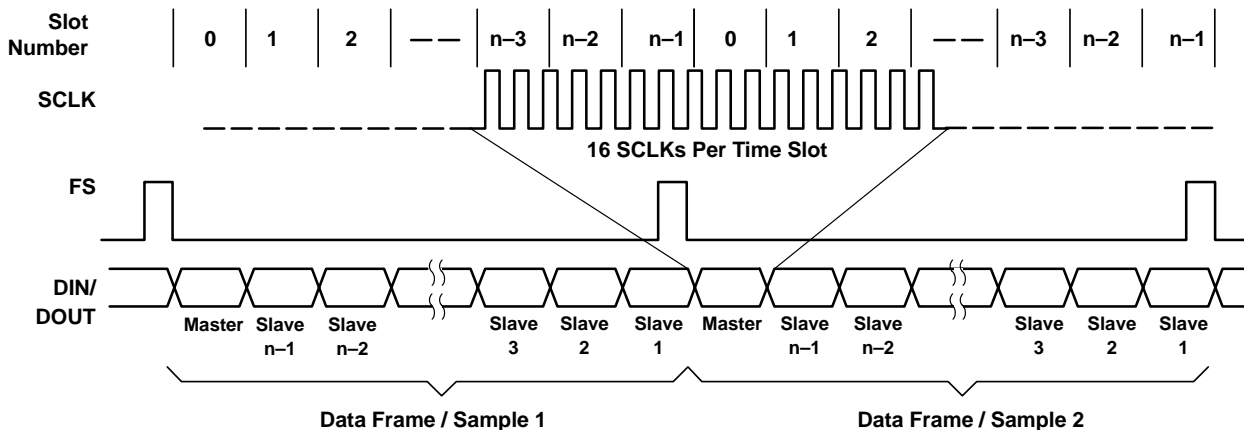 Slot
Number
0 1 2 n–3 n–2 n–1 0 1 2 n–3 n–2 n–1
SCLK
16 SCLKs Per Time Slot
FS
DIN/
DOUT
Master Slave Slave Slave Slave Slave Master Slave Slave Slave Slave Slave
n–1 n–2 3 2 1 n–1 n–2 3 2 1
Data Frame / Sample 1 Data Frame / Sample 2